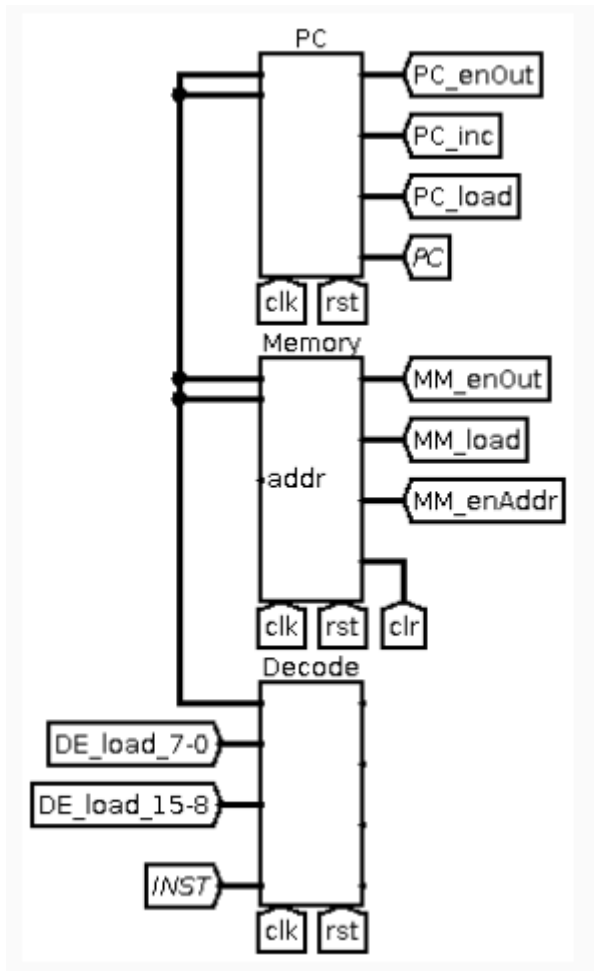 PC
PC_enOut
PC_inc
PC_load
PC
clk
rst
Memory
MM_enOut
MM_load
addr
MM_enAddr
clk
rst
clr
Decode
DE_load_7-0
DE_load_15-8
INST
clk
rst